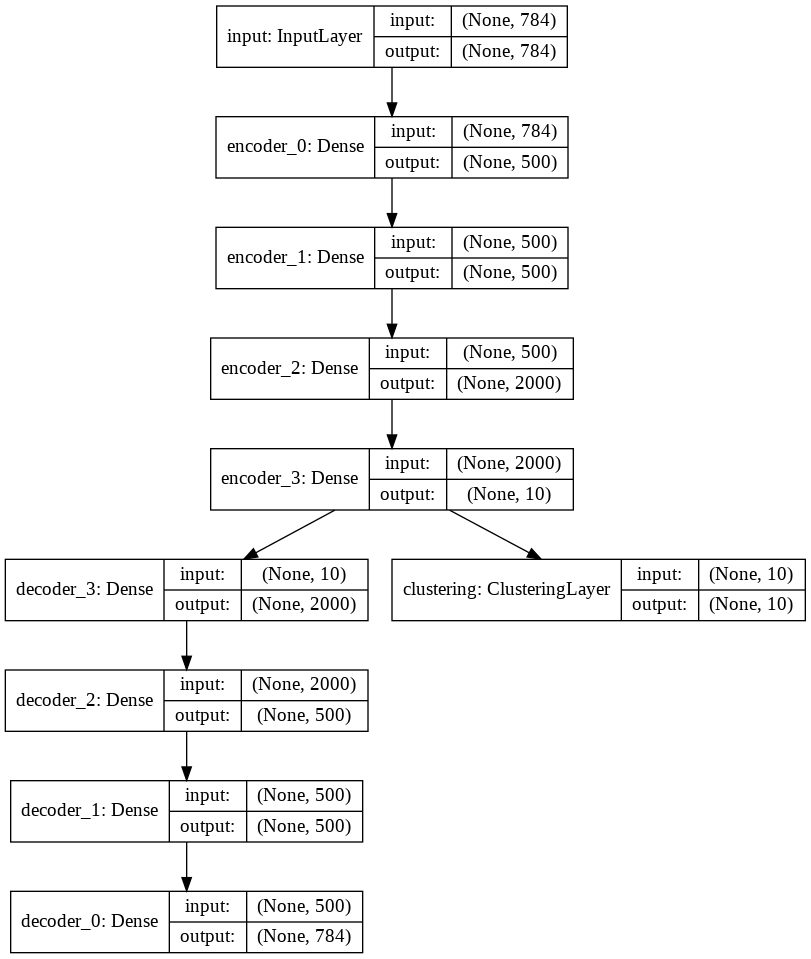 input: InputLayer
input: (None, 784)
output: (None, 784)
encoder_0: Dense
input: (None, 784)
output: (None, 500)
encoder_1: Dense
input: (None, 500)
output: (None, 500)
encoder_2: Dense
input: (None, 500)
output: (None, 2000)
encoder_3: Dense
input: (None, 2000)
output: (None, 10)
decoder_3: Dense
input: (None, 10)
output: (None, 2000)
clustering: ClusteringLayer
input: (None, 10)
output: (None, 10)
decoder_2: Dense
input: (None, 2000)
output: (None, 500)
decoder_1: Dense
input: (None, 500)
output: (None, 500)
decoder_0: Dense
input: (None, 500)
output: (None, 784)